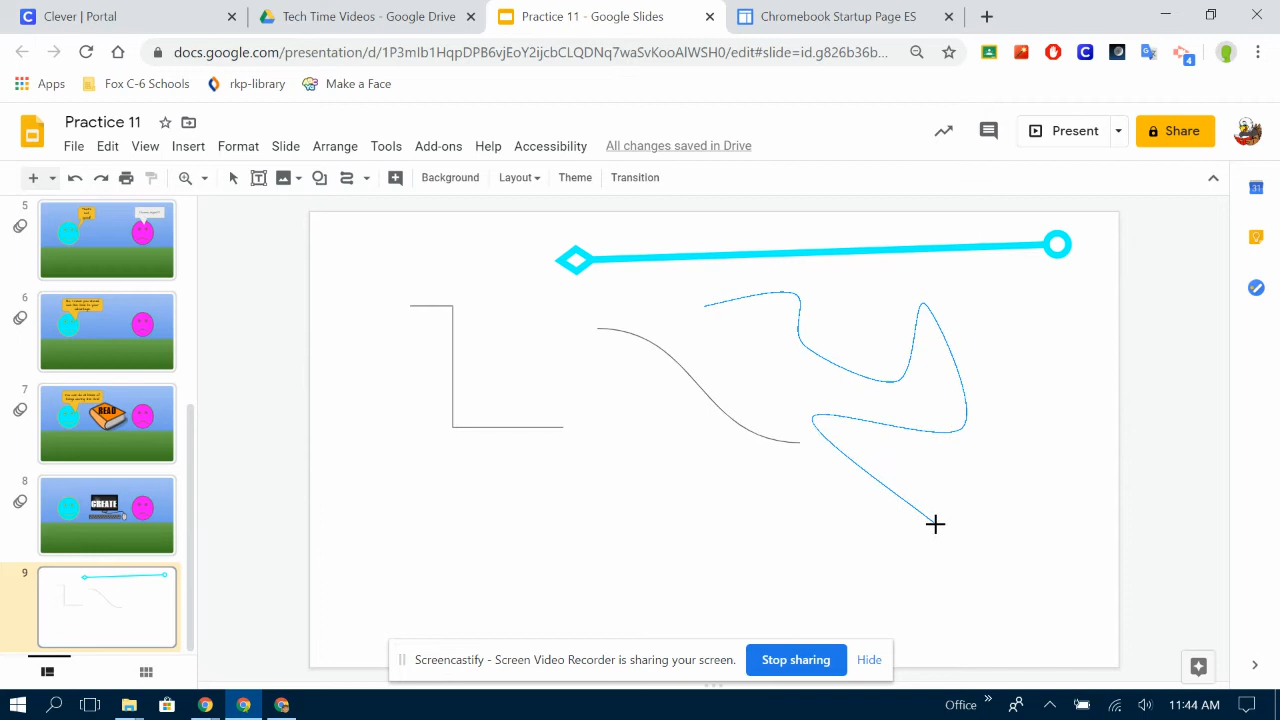 Clever | Portal
Tech Time Videos - Google Drive
Practice 11 - Google Slides
Chromebook Startup Page ES
docs.google.com/presentation/d/1P3mIb1HqpDPB6vjEoY2ijcbCLQDNq7waSvKooAlWSH0/edit#slide=id.g826b36b...
4
Apps
Fox C-6 Schools
rkp-library
Make a Face
Practice 11
Present
Share
File
Edit
View
Insert
Format
Slide
Arrange
Tools
Add-ons
Help
Accessibility
All changes saved in Drive
Background
Layout
Theme
Transition
31
5
6
7
READ
8
CREATE
9
Screencastify - Screen Video Recorder is sharing your screen.
Stop sharing
Hide
Office
11:44 AM